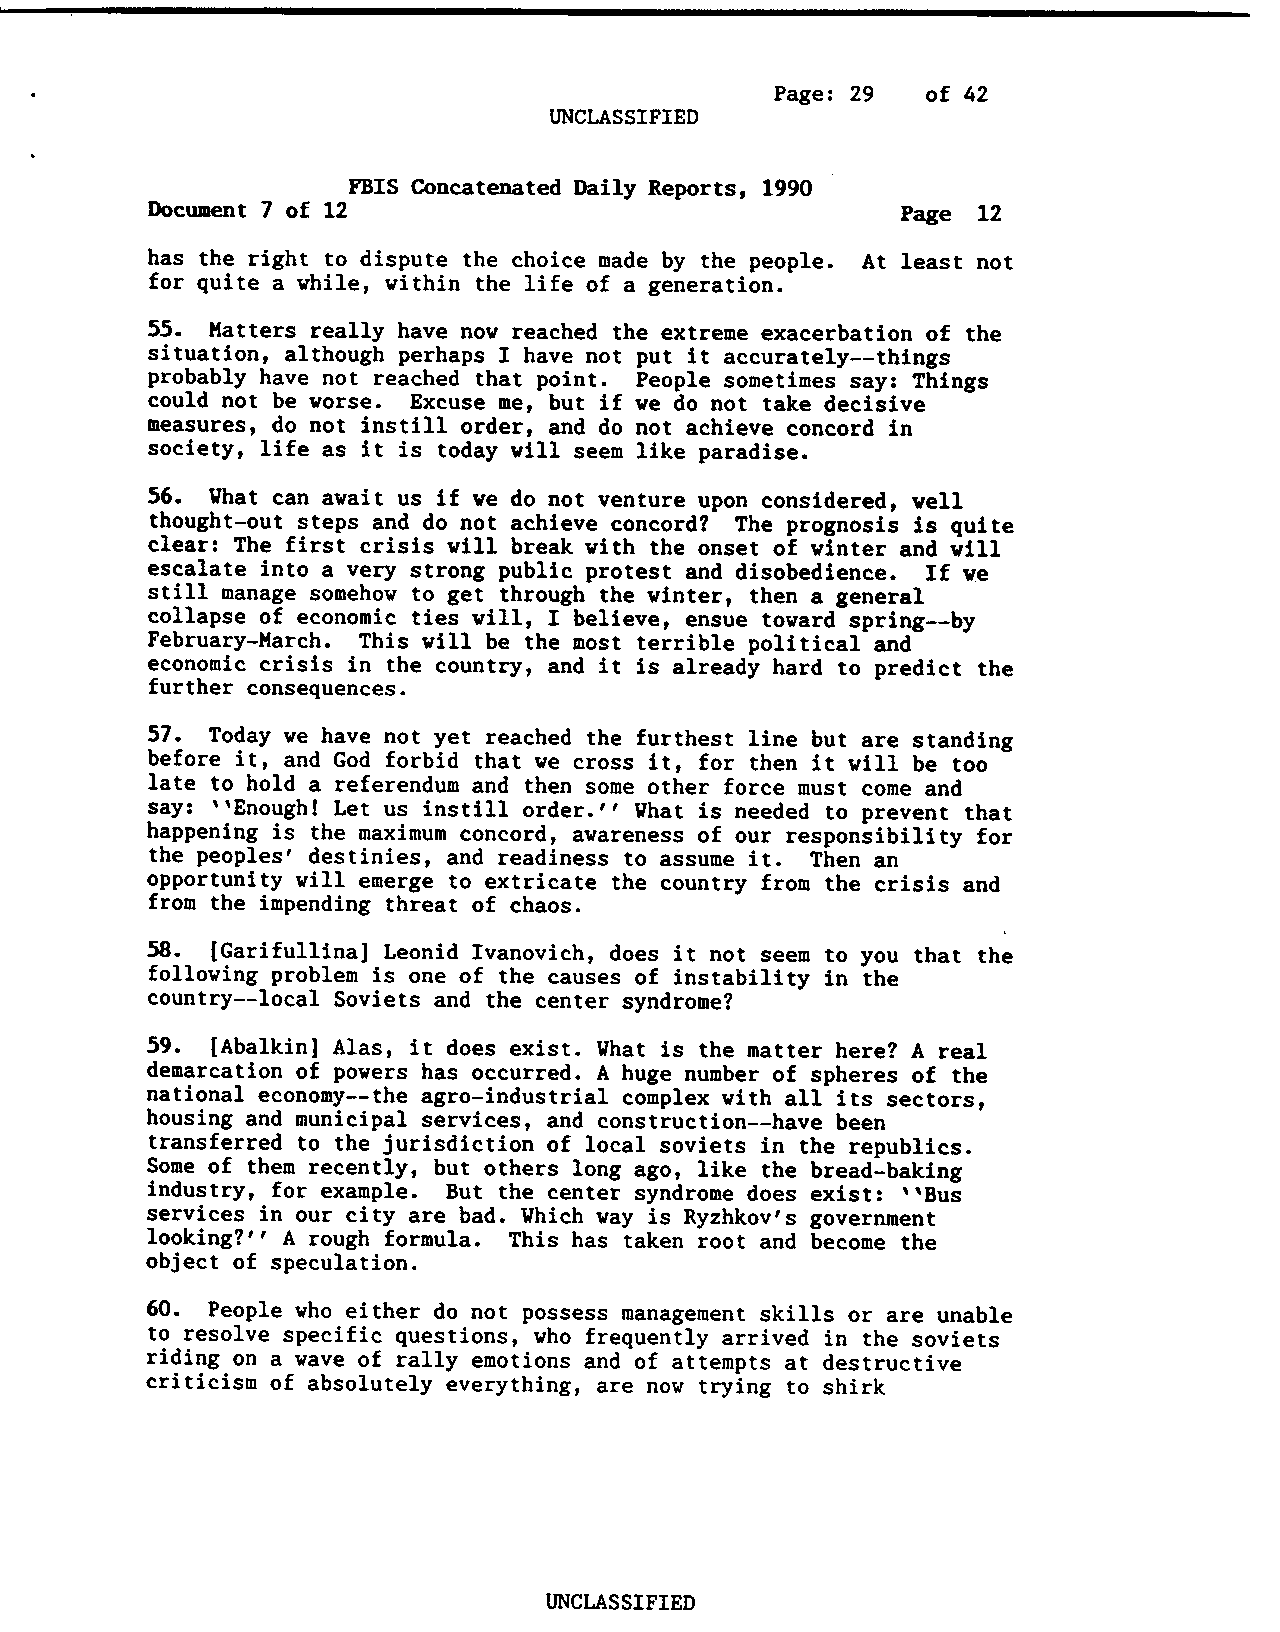 Page: 29 of 42
UNCLASSIFIED
FBIS Concatenated Daily Reports, 1990
Document 7 of 12 Page 12
has the right to dispute the choice made by the people. At least not
for quite a while, within the life of a generation.
55. Matters really have now reached the extreme exacerbation of the
situation, although perhaps I have not put it accurately--things
probably have not reached that point. People sometimes say: Things
could not be worse. Excuse me, but if we do not take decisive
measures, do not instill order, and do not achieve concord in
society, life as it is today will seem like paradise.
56. What can await us if we do not venture upon considered, well
thought-out steps and do not achieve concord? The prognosis is quite
clear: The first crisis will break with the onset of winter and will
escalate into a very strong public protest and disobedience. If we
still manage somehow to get through the winter, then a general
collapse of economic ties will, I believe, ensue toward spring--by
February-March. This will be the most terrible political and
economic crisis in the country, and it is already hard to predict the
further consequences.
57. Today we have not yet reached the furthest line but are standing
before it, and God forbid that we cross it, for then it will be too
late to hold a referendum and then some other force must come and
say: ``Enough! Let us instill order.'' What is needed to prevent that
happening is the maximum concord, awareness of our responsibility for
the peoples' destinies, and readiness to assume it. Then an
opportunity will emerge to extricate the country from the crisis and
from the impending threat of chaos.
58. [Garifullina] Leonid Ivanovich, does it not seem to you that the
following problem is one of the causes of instability in the
country--local Soviets and the center syndrome?
59. [Abalkin] Alas, it does exist. What is the matter here? A real
demarcation of powers has occurred. A huge number of spheres of the
national economy--the agro-industrial complex with all its sectors,
housing and municipal services, and construction--have been
transferred to the jurisdiction of local soviets in the republics.
Some of them recently, but others long ago, like the bread-baking
industry, for example. But the center syndrome does exist: ``Bus
services in our city are bad. Which way is Ryzhkov's government
looking?'' A rough formula. This has taken root and become the
object of speculation.
60. People who either do not possess management skills or are unable
to resolve specific questions, who frequently arrived in the soviets
riding on a wave of rally emotions and of attempts at destructive
criticism of absolutely everything, are now trying to shirk
UNCLASSIFIED